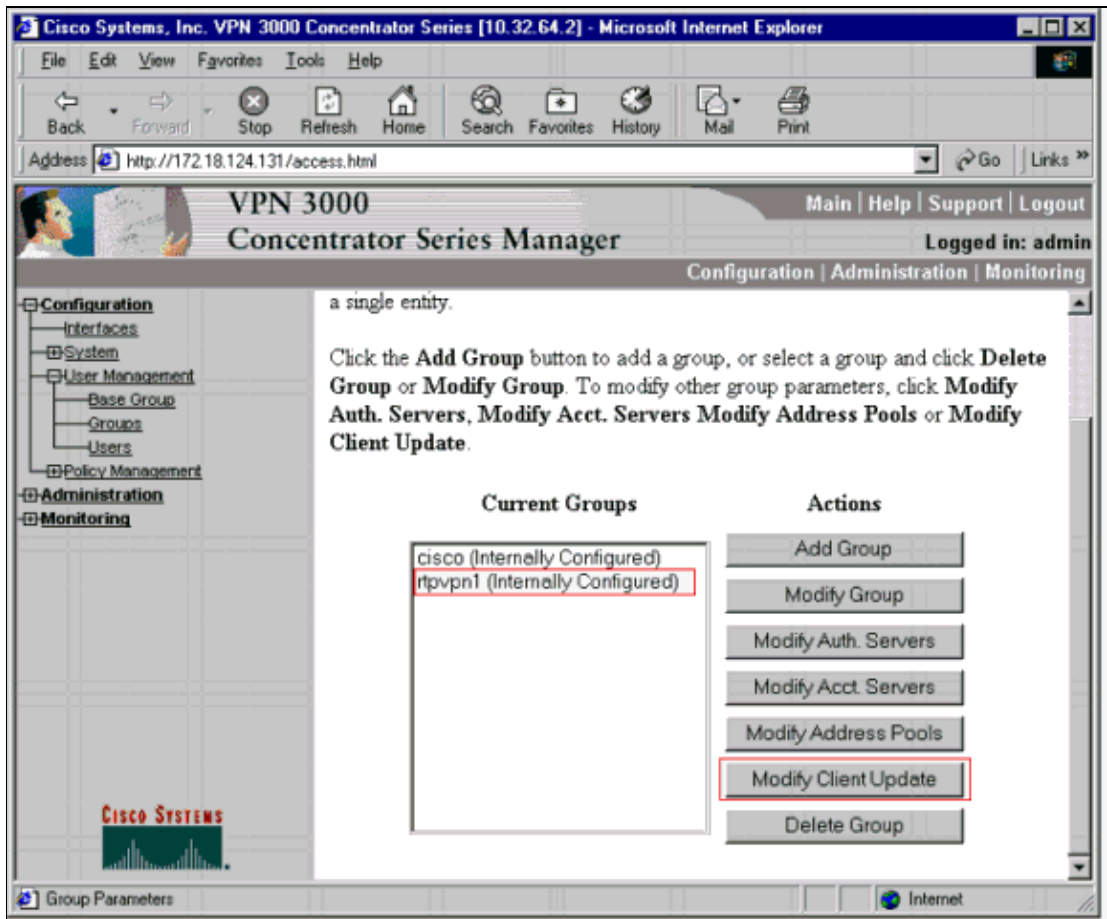 Cisco Systems, Inc. VPN 3000 Concentrator Series [10.32.64.2] - Microsoft Internet Explorer
File Edit View Favorites Tools Help
Back Forward Stop Refresh Home Search Favorites History Mail Print
Address http://172.18.124.131/access.html Go Links »
VPN 3000
Concentrator Series Manager
Main | Help | Support | Logout
Logged in: admin
Configuration | Administration | Monitoring
Configuration
Interfaces
System
User Management
Base Group
Groups
Users
Policy Management
Administration
Monitoring
CISCO SYSTEMS
a single entity.
Click the Add Group button to add a group, or select a group and click Delete
Group or Modify Group. To modify other group parameters, click Modify
Auth. Servers, Modify Acct. Servers Modify Address Pools or Modify
Client Update.
Current Groups
cisco (Internally Configured)
rtpvpn1 (Internally Configured)
Actions
Add Group
Modify Group
Modify Auth. Servers
Modify Acct. Servers
Modify Address Pools
Modify Client Update
Delete Group
Group Parameters
Internet